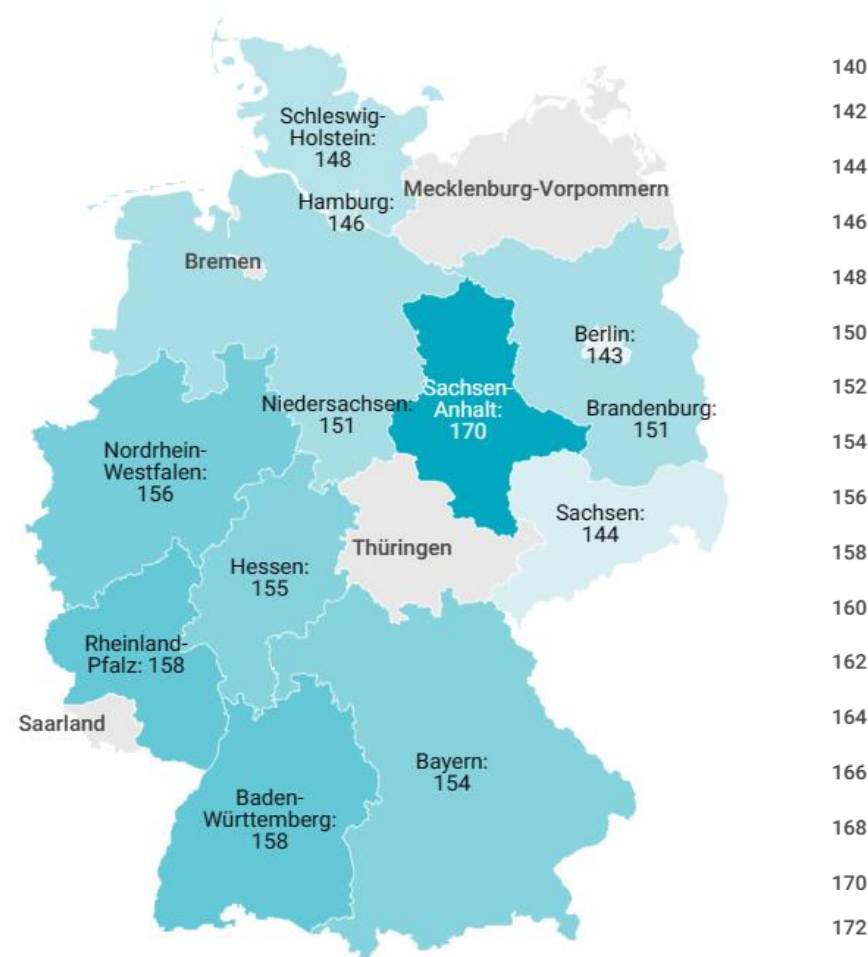 Schleswig-
Holstein:
148
Mecklenburg-Vorpommern
Hamburg:
146
Bremen
Berlin:
143
Niedersachsen:
151
Sachsen-
Anhalt:
170
Brandenburg:
151
Nordrhein-
Westfalen:
156
Sachsen:
144
Thüringen
Hessen:
155
Rheinland-
Pfalz: 158
Saarland
Bayern:
154
Baden-
Württemberg:
158
140
142
144
146
148
150
152
154
156
158
160
162
164
166
168
170
172